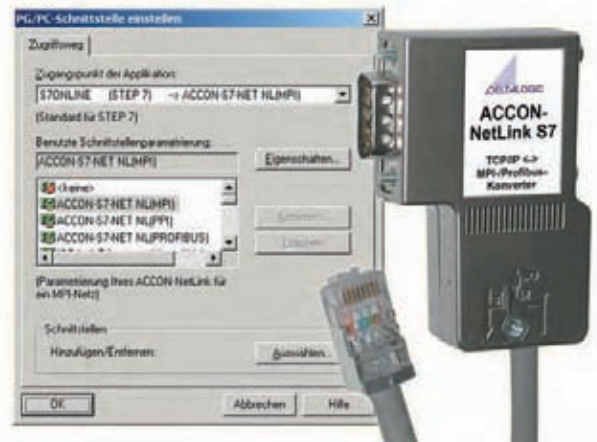 PG/PC-Schnittstelle einstellen
Zugriffsweg
Zugangspunkt der Applikation:
S7ONLINE (STEP 7) -> ACCON-S7-NET NL(MPI)
(Standard für STEP 7)
Benutzte Schnittstellenparametrierung:
ACCON-S7-NET NL(MPI)
Eigenschaften...
<keine>
ACCON-S7-NET NL(MPI)
ACCON-S7-NET NL(PPI)
ACCON-S7-NET NL(PROFIBUS)
Löschen
(Parametrierung Ihres ACCON-NetLink für
ein MPI-Netz)
Schnittstellen
Hinzufügen/Entfernen:
Auswählen...
OK
Abbrechen
Hilfe
DELTALOGIC
ACCON-
NetLink S7
TCP/IP <->
MPI-/Profibus-
Konverter